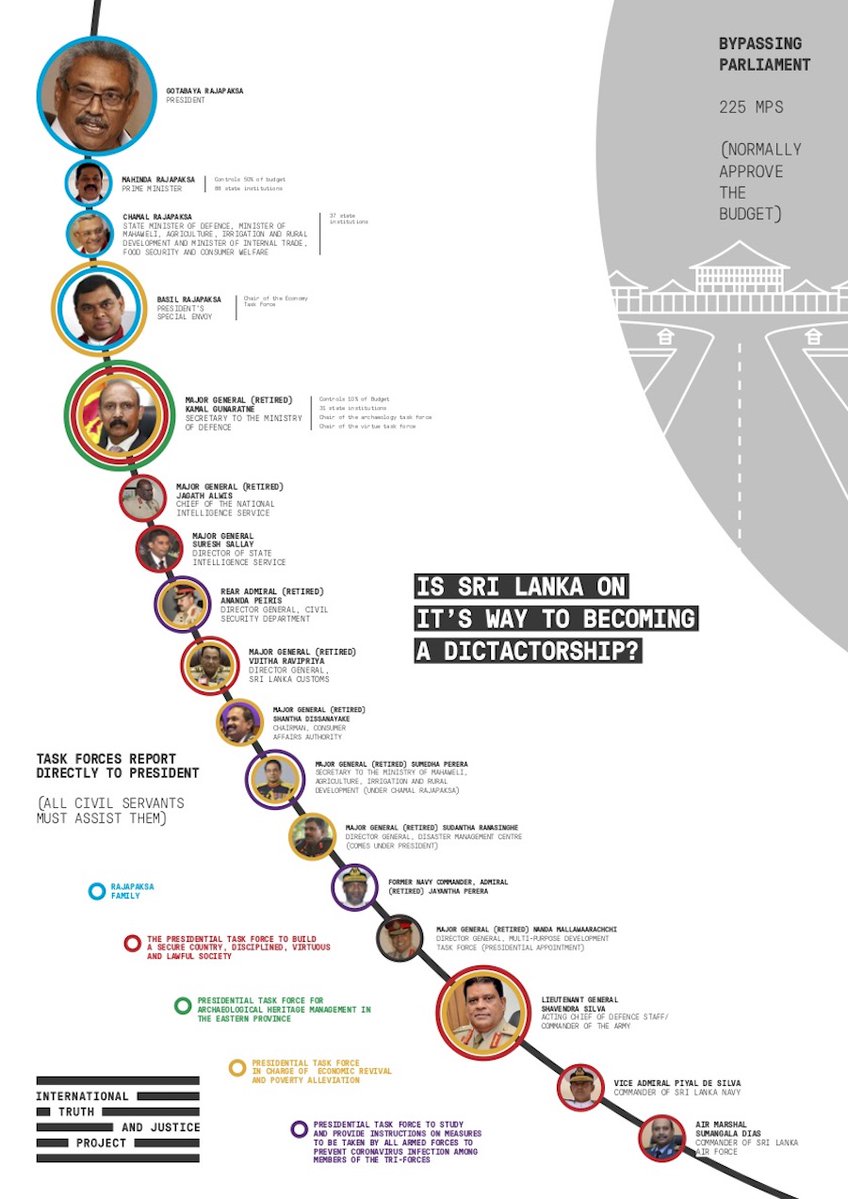 BYPASSING
PARLIAMENT
225 MPS
(NORMALLY
APPROVE
THE
BUDGET)
GOTABAYA RAJAPAKSA
PRESIDENT
MAHINDA RAJAPAKSA
PRIME MINISTER
Controls 50% of budget
88 state institutions
CHAMAL RAJAPAKSA
STATE MINISTER OF DEFENCE, MINISTER OF
MAHAWELI, AGRICULTURE, IRRIGATION AND RURAL
DEVELOPMENT AND MINISTER OF INTERNAL TRADE,
FOOD SECURITY AND CONSUMER WELFARE
37 state
institutions
BASIL RAJAPAKSA
PRESIDENT'S
SPECIAL ENVOY
Chair of the Economy
Task Force
MAJOR GENERAL (RETIRED)
KAMAL GUNARATNE
SECRETARY TO THE MINISTRY
OF DEFENCE
Controls 15% of Budget
31 state institutions
Chair of the archaeology task force
Chair of the virtue task force
MAJOR GENERAL (RETIRED)
JAGATH ALWIS
CHIEF OF THE NATIONAL
INTELLIGENCE SERVICE
MAJOR GENERAL
SURESH SALLAY
DIRECTOR OF STATE
INTELLIGENCE SERVICE
REAR ADMIRAL (RETIRED)
ANANDA PEIRIS
DIRECTOR GENERAL, CIVIL
SECURITY DEPARTMENT
IS SRI LANKA ON
IT'S WAY TO BECOMING
A DICTACTORSHIP?
MAJOR GENERAL (RETIRED)
VIJITHA RAVIPRIYA
DIRECTOR GENERAL,
SRI LANKA CUSTOMS
MAJOR GENERAL (RETIRED)
SHANTHA DISSANAYAKE
CHAIRMAN, CONSUMER
AFFAIRS AUTHORITY
TASK FORCES REPORT
DIRECTLY TO PRESIDENT
(ALL CIVIL SERVANTS
MUST ASSIST THEM)
MAJOR GENERAL (RETIRED) SUMEDHA PERERA
SECRETARY TO THE MINISTRY OF MAHAWELI,
AGRICULTURE, IRRIGATION AND RURAL
DEVELOPMENT (UNDER CHAMAL RAJAPAKSA)
MAJOR GENERAL (RETIRED) SUDANTHA RANASINGHE
DIRECTOR GENERAL, DISASTER MANAGEMENT CENTRE
(COMES UNDER PRESIDENT)
FORMER NAVY COMMANDER, ADMIRAL
(RETIRED) JAYANTHA PERERA
MAJOR GENERAL (RETIRED) NANDA MALLAWAARACHCHI
DIRECTOR GENERAL, MULTI-PURPOSE DEVELOPMENT
TASK FORCE (PRESIDENTIAL APPOINTMENT)
LIEUTENANT GENERAL
SHAVENDRA SILVA
ACTING CHIEF OF DEFENCE STAFF/
COMMANDER OF THE ARMY
VICE ADMIRAL PIYAL DE SILVA
COMMANDER OF SRI LANKA NAVY
AIR MARSHAL
SUMANGALA DIAS
COMMANDER OF SRI LANKA
AIR FORCE
RAJAPAKSA
FAMILY
THE PRESIDENTIAL TASK FORCE TO BUILD
A SECURE COUNTRY, DISCIPLINED, VIRTUOUS
AND LAWFUL SOCIETY
PRESIDENTIAL TASK FORCE FOR
ARCHAEOLOGICAL HERITAGE MANAGEMENT IN
THE EASTERN PROVINCE
PRESIDENTIAL TASK FORCE
IN CHARGE OF ECONOMIC REVIVAL
AND POVERTY ALLEVIATION
PRESIDENTIAL TASK FORCE TO STUDY
AND PROVIDE INSTRUCTIONS ON MEASURES
TO BE TAKEN BY ALL ARMED FORCES TO
PREVENT CORONAVIRUS INFECTION AMONG
MEMBERS OF THE TRI-FORCES
INTERNATIONAL
TRUTH
AND JUSTICE
PROJECT